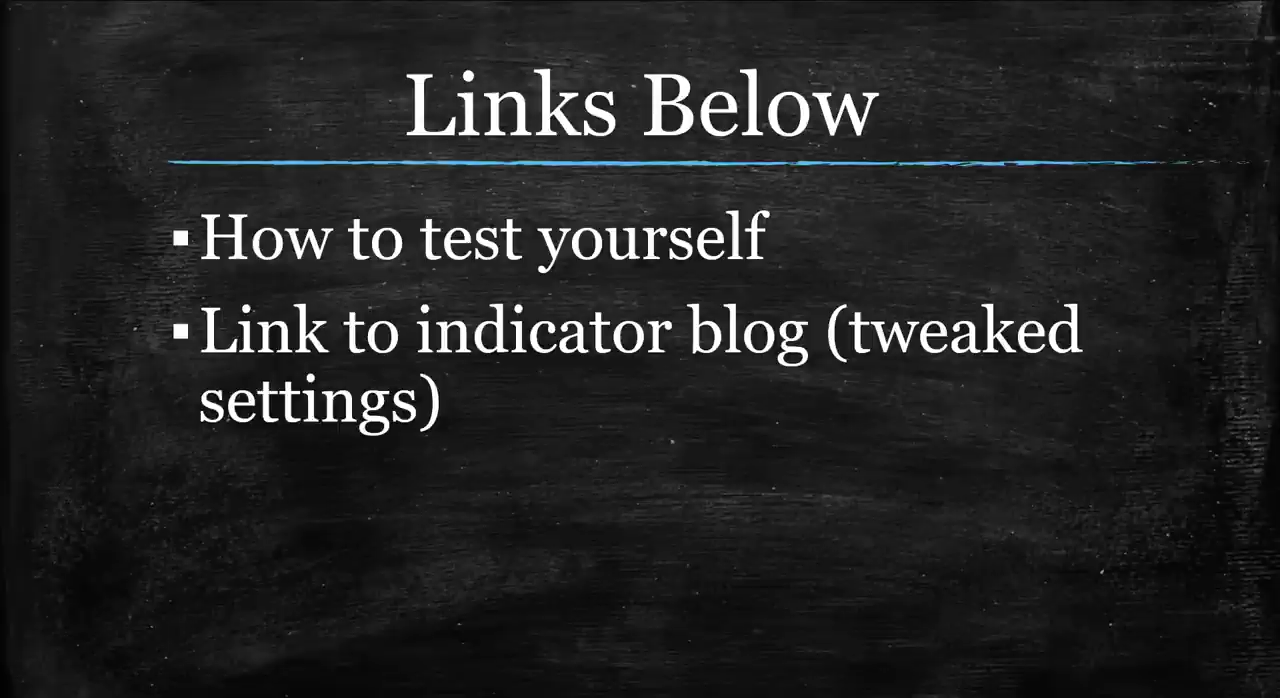 Links Below
▪ How to test yourself
▪ Link to indicator blog (tweaked
settings)